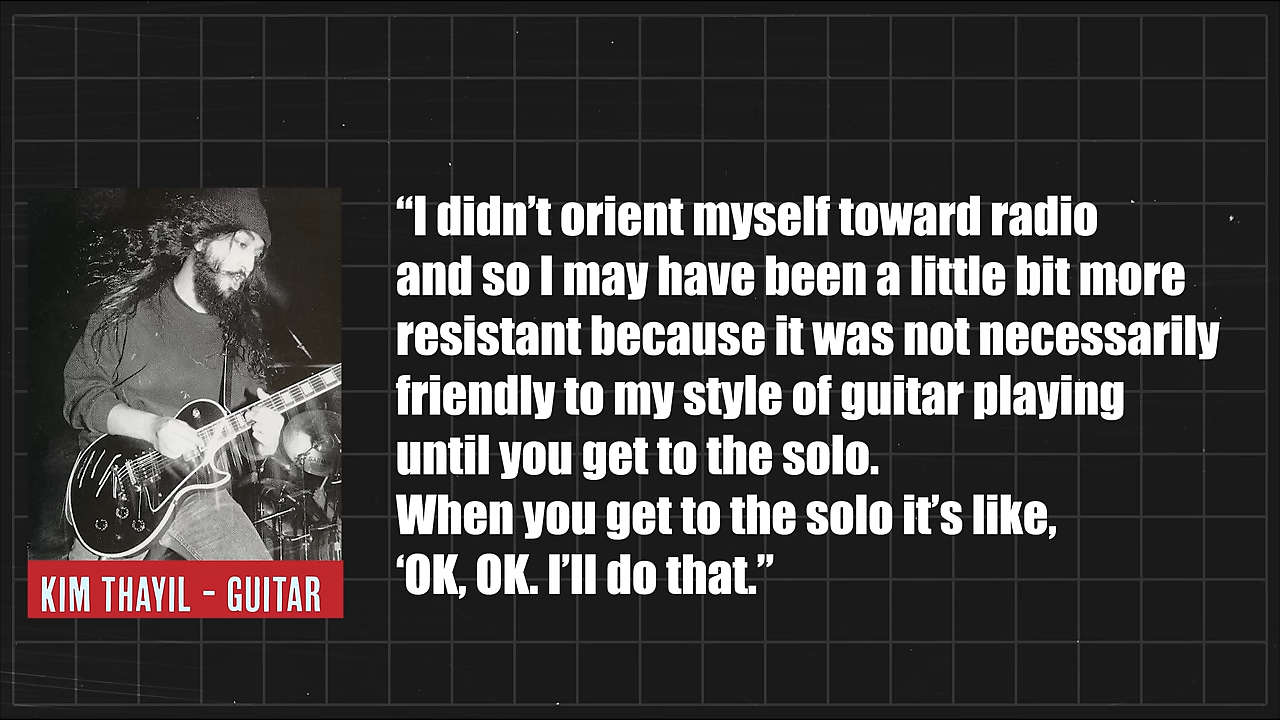 “I didn’t orient myself toward radio
and so I may have been a little bit more
resistant because it was not necessarily
friendly to my style of guitar playing
until you get to the solo.
When you get to the solo it’s like,
‘OK, OK. I’ll do that.”
KIM THAYIL - GUITAR